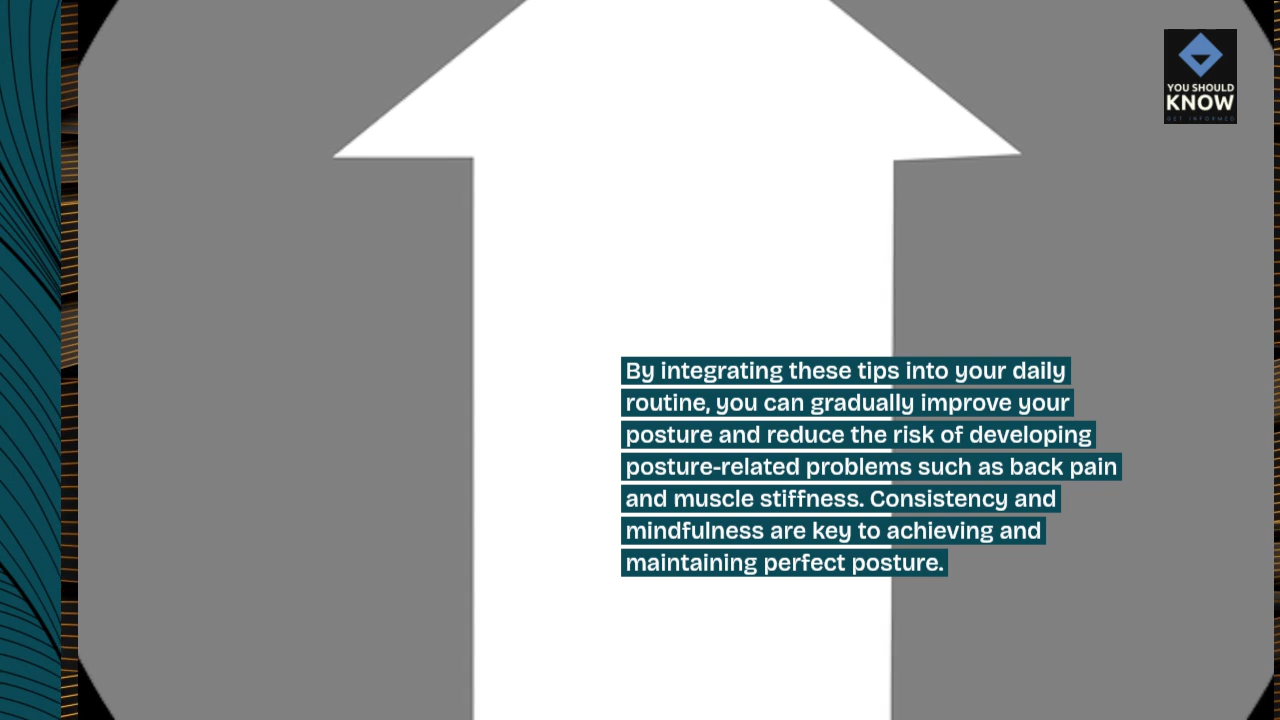 YOU SHOULD
KNOW
GET INFORMED
By integrating these tips into your daily
routine, you can gradually improve your
posture and reduce the risk of developing
posture-related problems such as back pain
and muscle stiffness. Consistency and
mindfulness are key to achieving and
maintaining perfect posture.